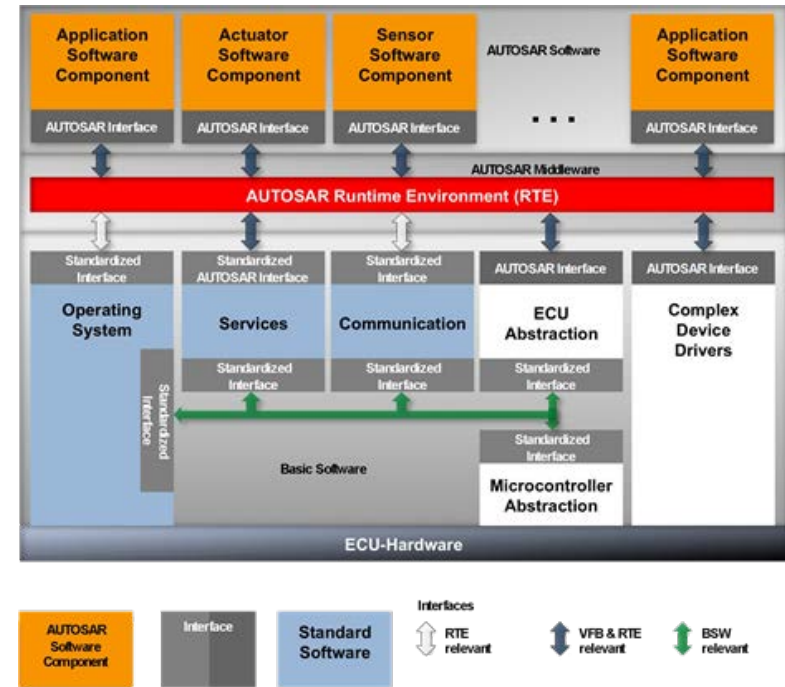 Application
Software
Component
AUTOSAR Interface
Actuator
Software
Component
AUTOSAR Interface
Sensor
Software
Component
AUTOSAR Interface
AUTOSAR Software
. . .
Application
Software
Component
AUTOSAR Interface
AUTOSAR Middleware
AUTOSAR Runtime Environment (RTE)
Standardized
Interface
Operating
System
Standardized
Interface
Standardized
AUTOSAR Interface
Services
Standardized
Interface
Standardized
Interface
Communication
Standardized
Interface
AUTOSAR Interface
ECU
Abstraction
Standardized
Interface
Standardized
Interface
Microcontroller
Abstraction
AUTOSAR Interface
Complex
Device
Drivers
Basic Software
ECU-Hardware
AUTOSAR
Software
Component
Interface
Standard
Software
Interfaces
RTE
relevant
VFB & RTE
relevant
BSW
relevant